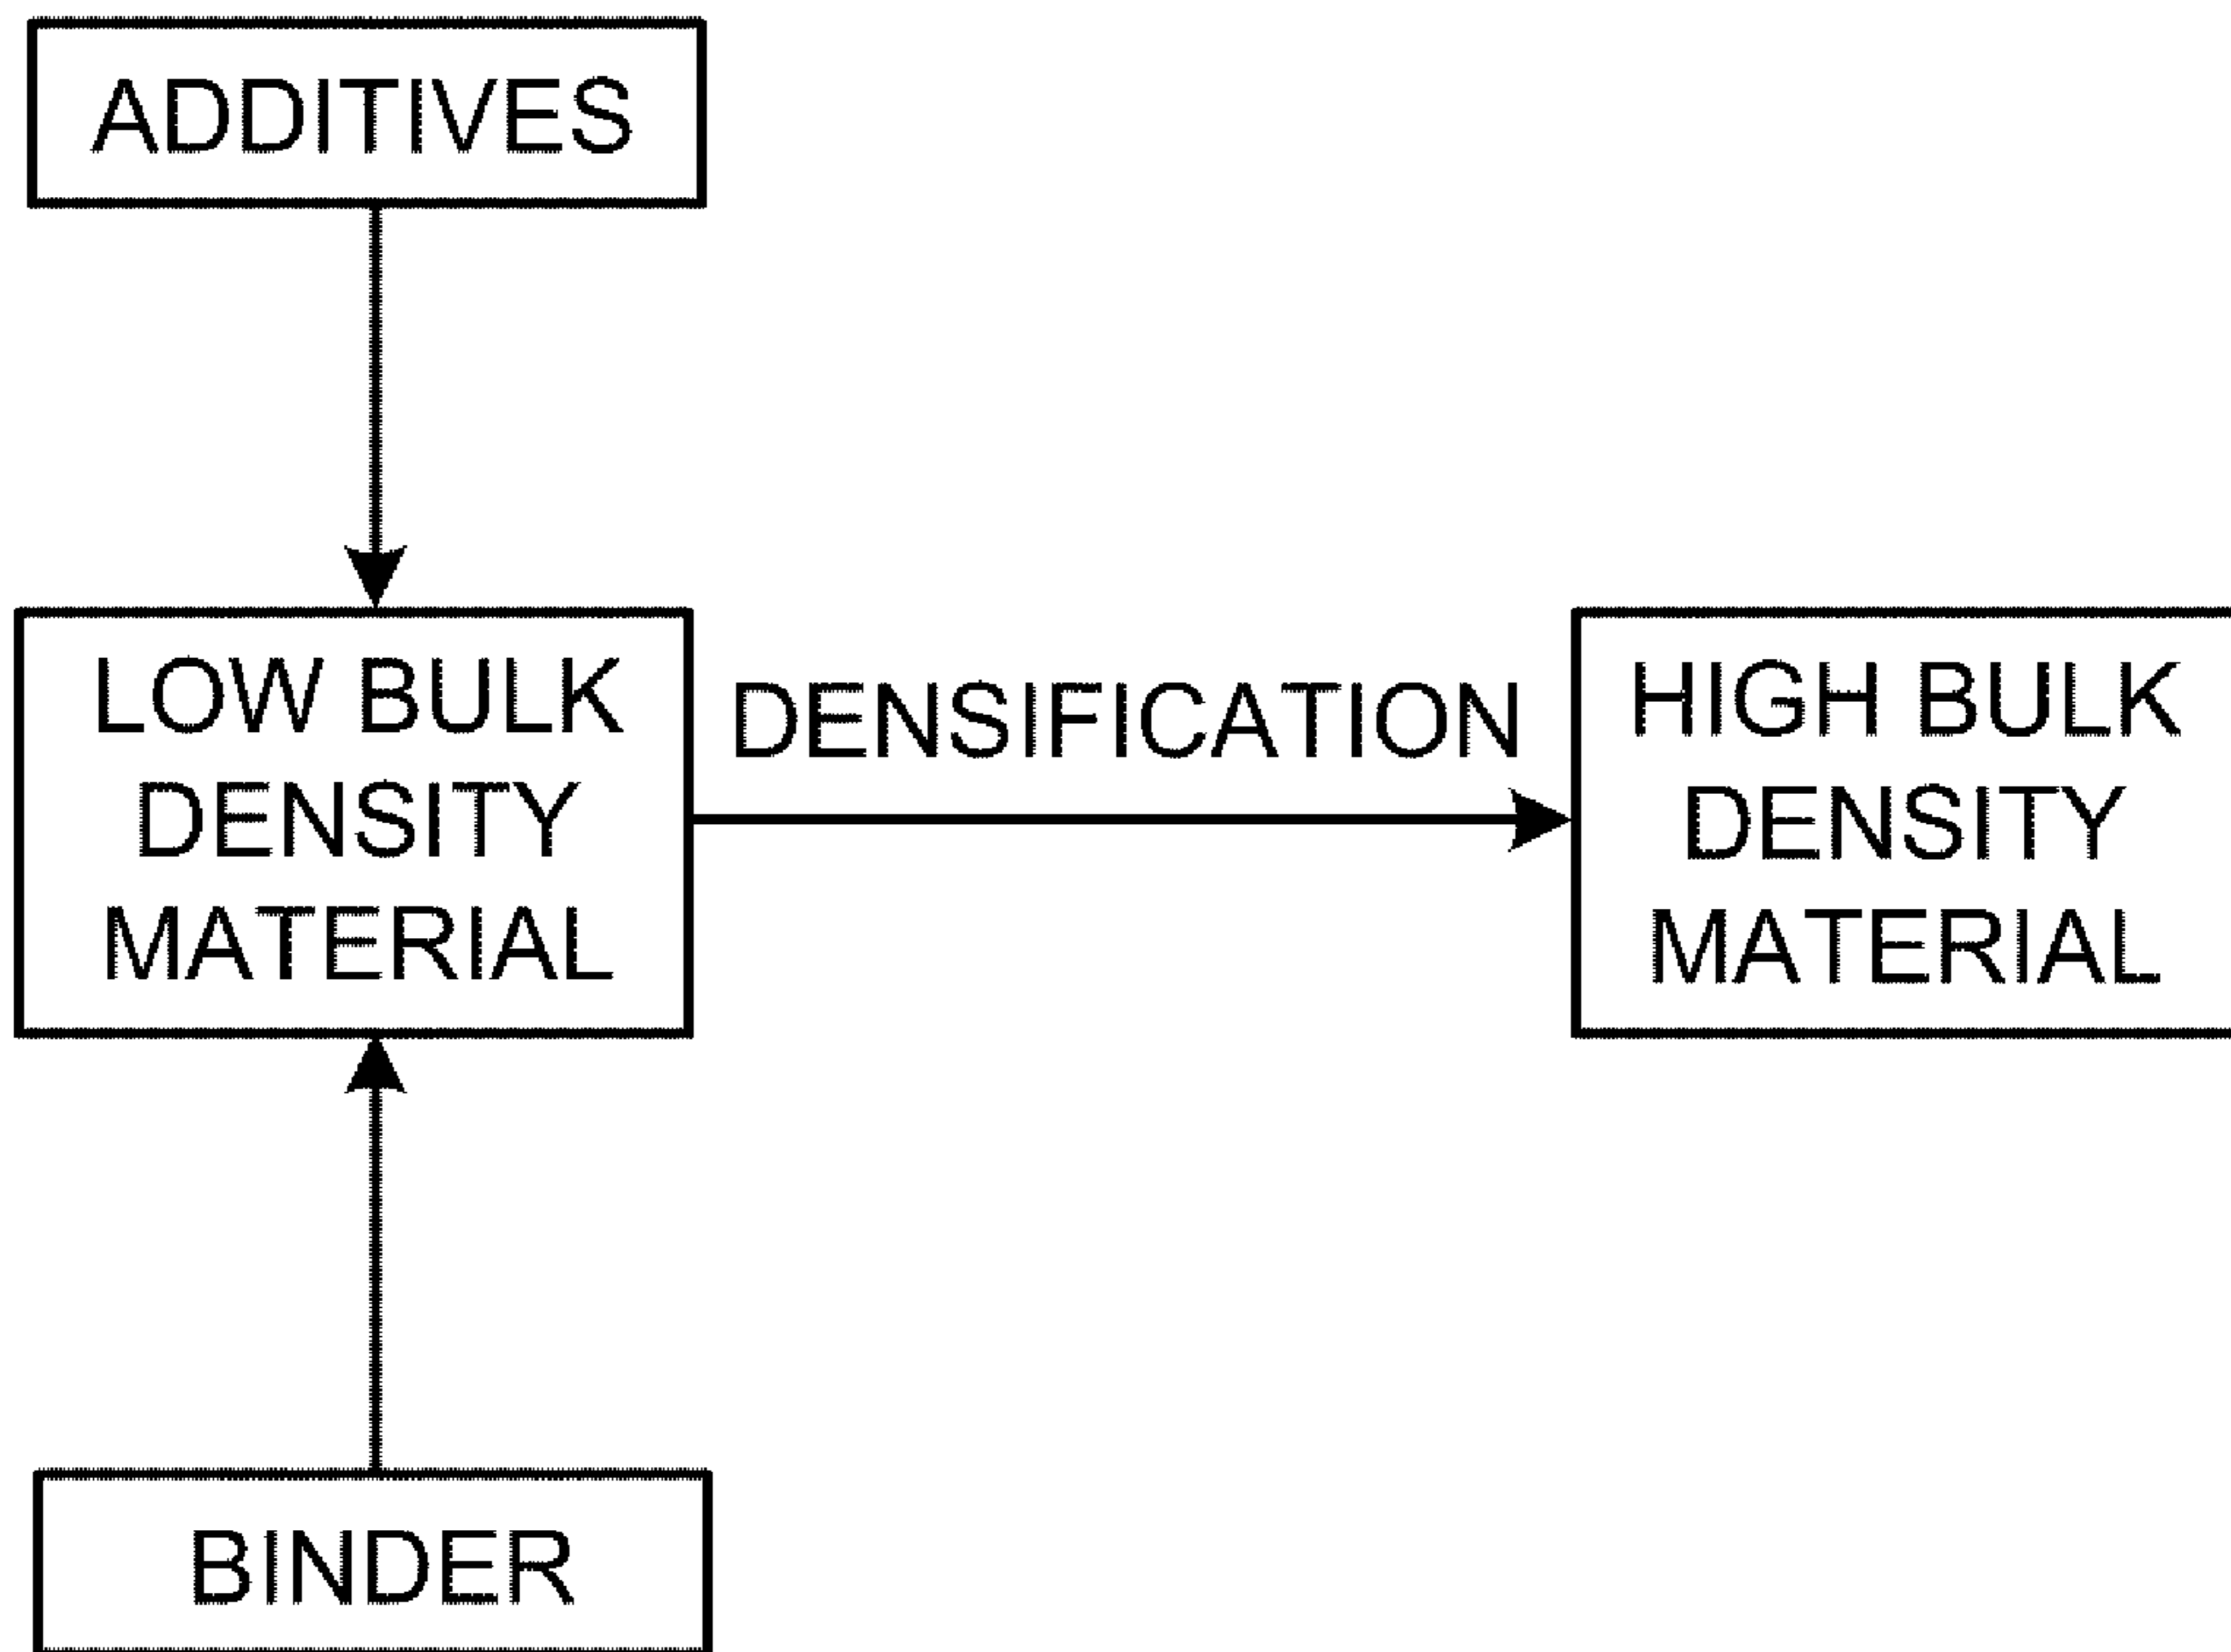 ADDITIVES
LOW BULK
DENSITY
MATERIAL
DENSIFICATION
HIGH BULK
DENSITY
MATERIAL
BINDER